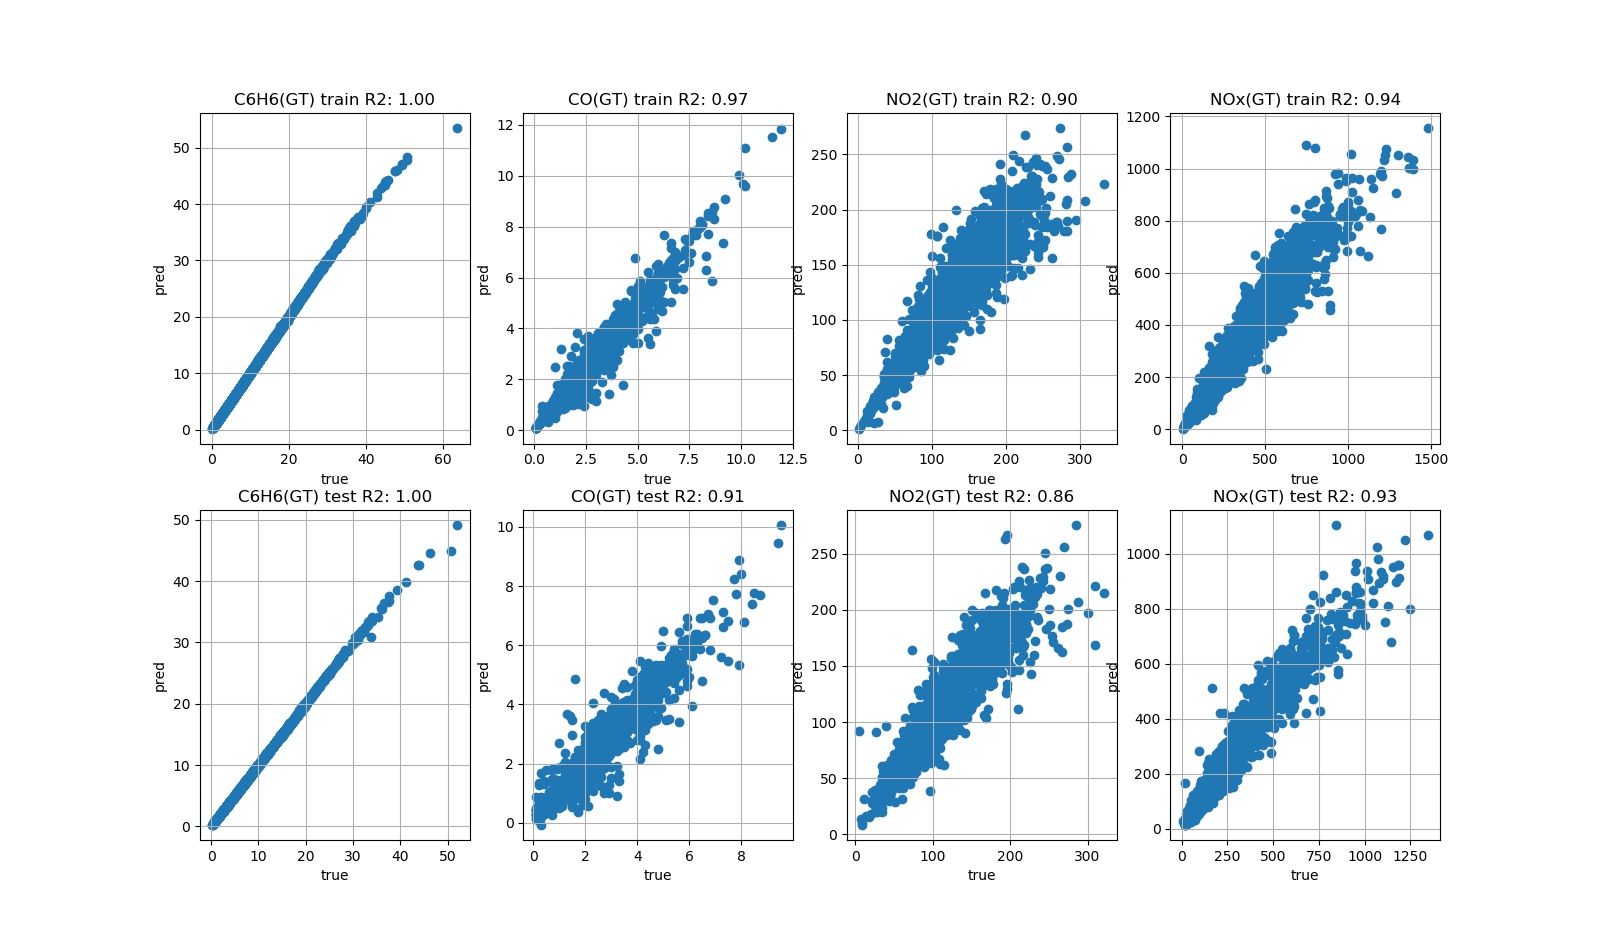 C6H6(GT) train R2: 1.00
50
40
30
20
10
0
pred
0 20 40 60
true
CO(GT) train R2: 0.97
12
10
8
6
4
2
0
pred
0.0 2.5 5.0 7.5 10.0 12.5
true
NO2(GT) train R2: 0.90
250
200
150
100
50
0
pred
0 100 200 300
true
NOx(GT) train R2: 0.94
1200
1000
800
600
400
200
0
pred
0 500 1000 1500
true
C6H6(GT) test R2: 1.00
50
40
30
20
10
0
pred
0 10 20 30 40 50
true
CO(GT) test R2: 0.91
10
8
6
4
2
0
pred
0 2 4 6 8
true
NO2(GT) test R2: 0.86
250
200
150
100
50
0
pred
0 100 200 300
true
NOx(GT) test R2: 0.93
1000
800
600
400
200
0
pred
0 250 500 750 1000 1250
true